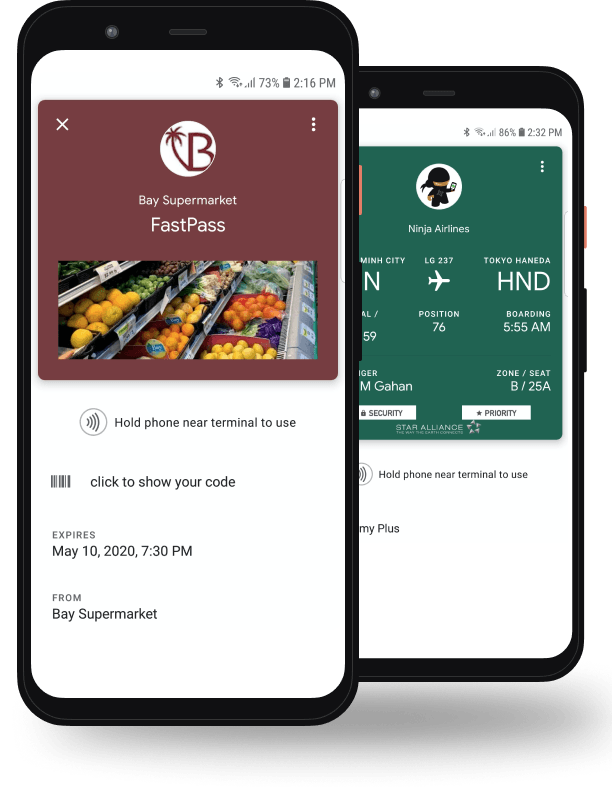 73% 2:16 PM
B
Bay Supermarket
FastPass
Hold phone near terminal to use
click to show your code
EXPIRES
May 10, 2020, 7:30 PM
FROM
Bay Supermarket
86% 2:32 PM
Ninja Airlines
MINH CITY LG 237 TOKYO HANEDA
N HND
AL / POSITION BOARDING
59 76 5:55 AM
NGER ZONE / SEAT
M Gahan B / 25A
SECURITY PRIORITY
STAR ALLIANCE
THE WAY THE EARTH CONNECTS
Hold phone near terminal to use
my Plus